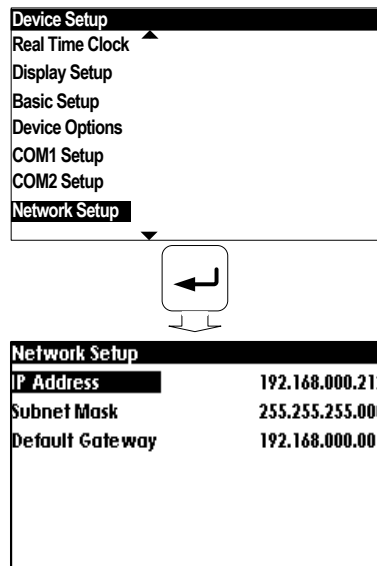 Device Setup
Real Time Clock
Display Setup
Basic Setup
Device Options
COM1 Setup
COM2 Setup
Network Setup
Network Setup
IP Address 192.168.000.21
Subnet Mask 255.255.255.00
Default Gateway 192.168.000.00